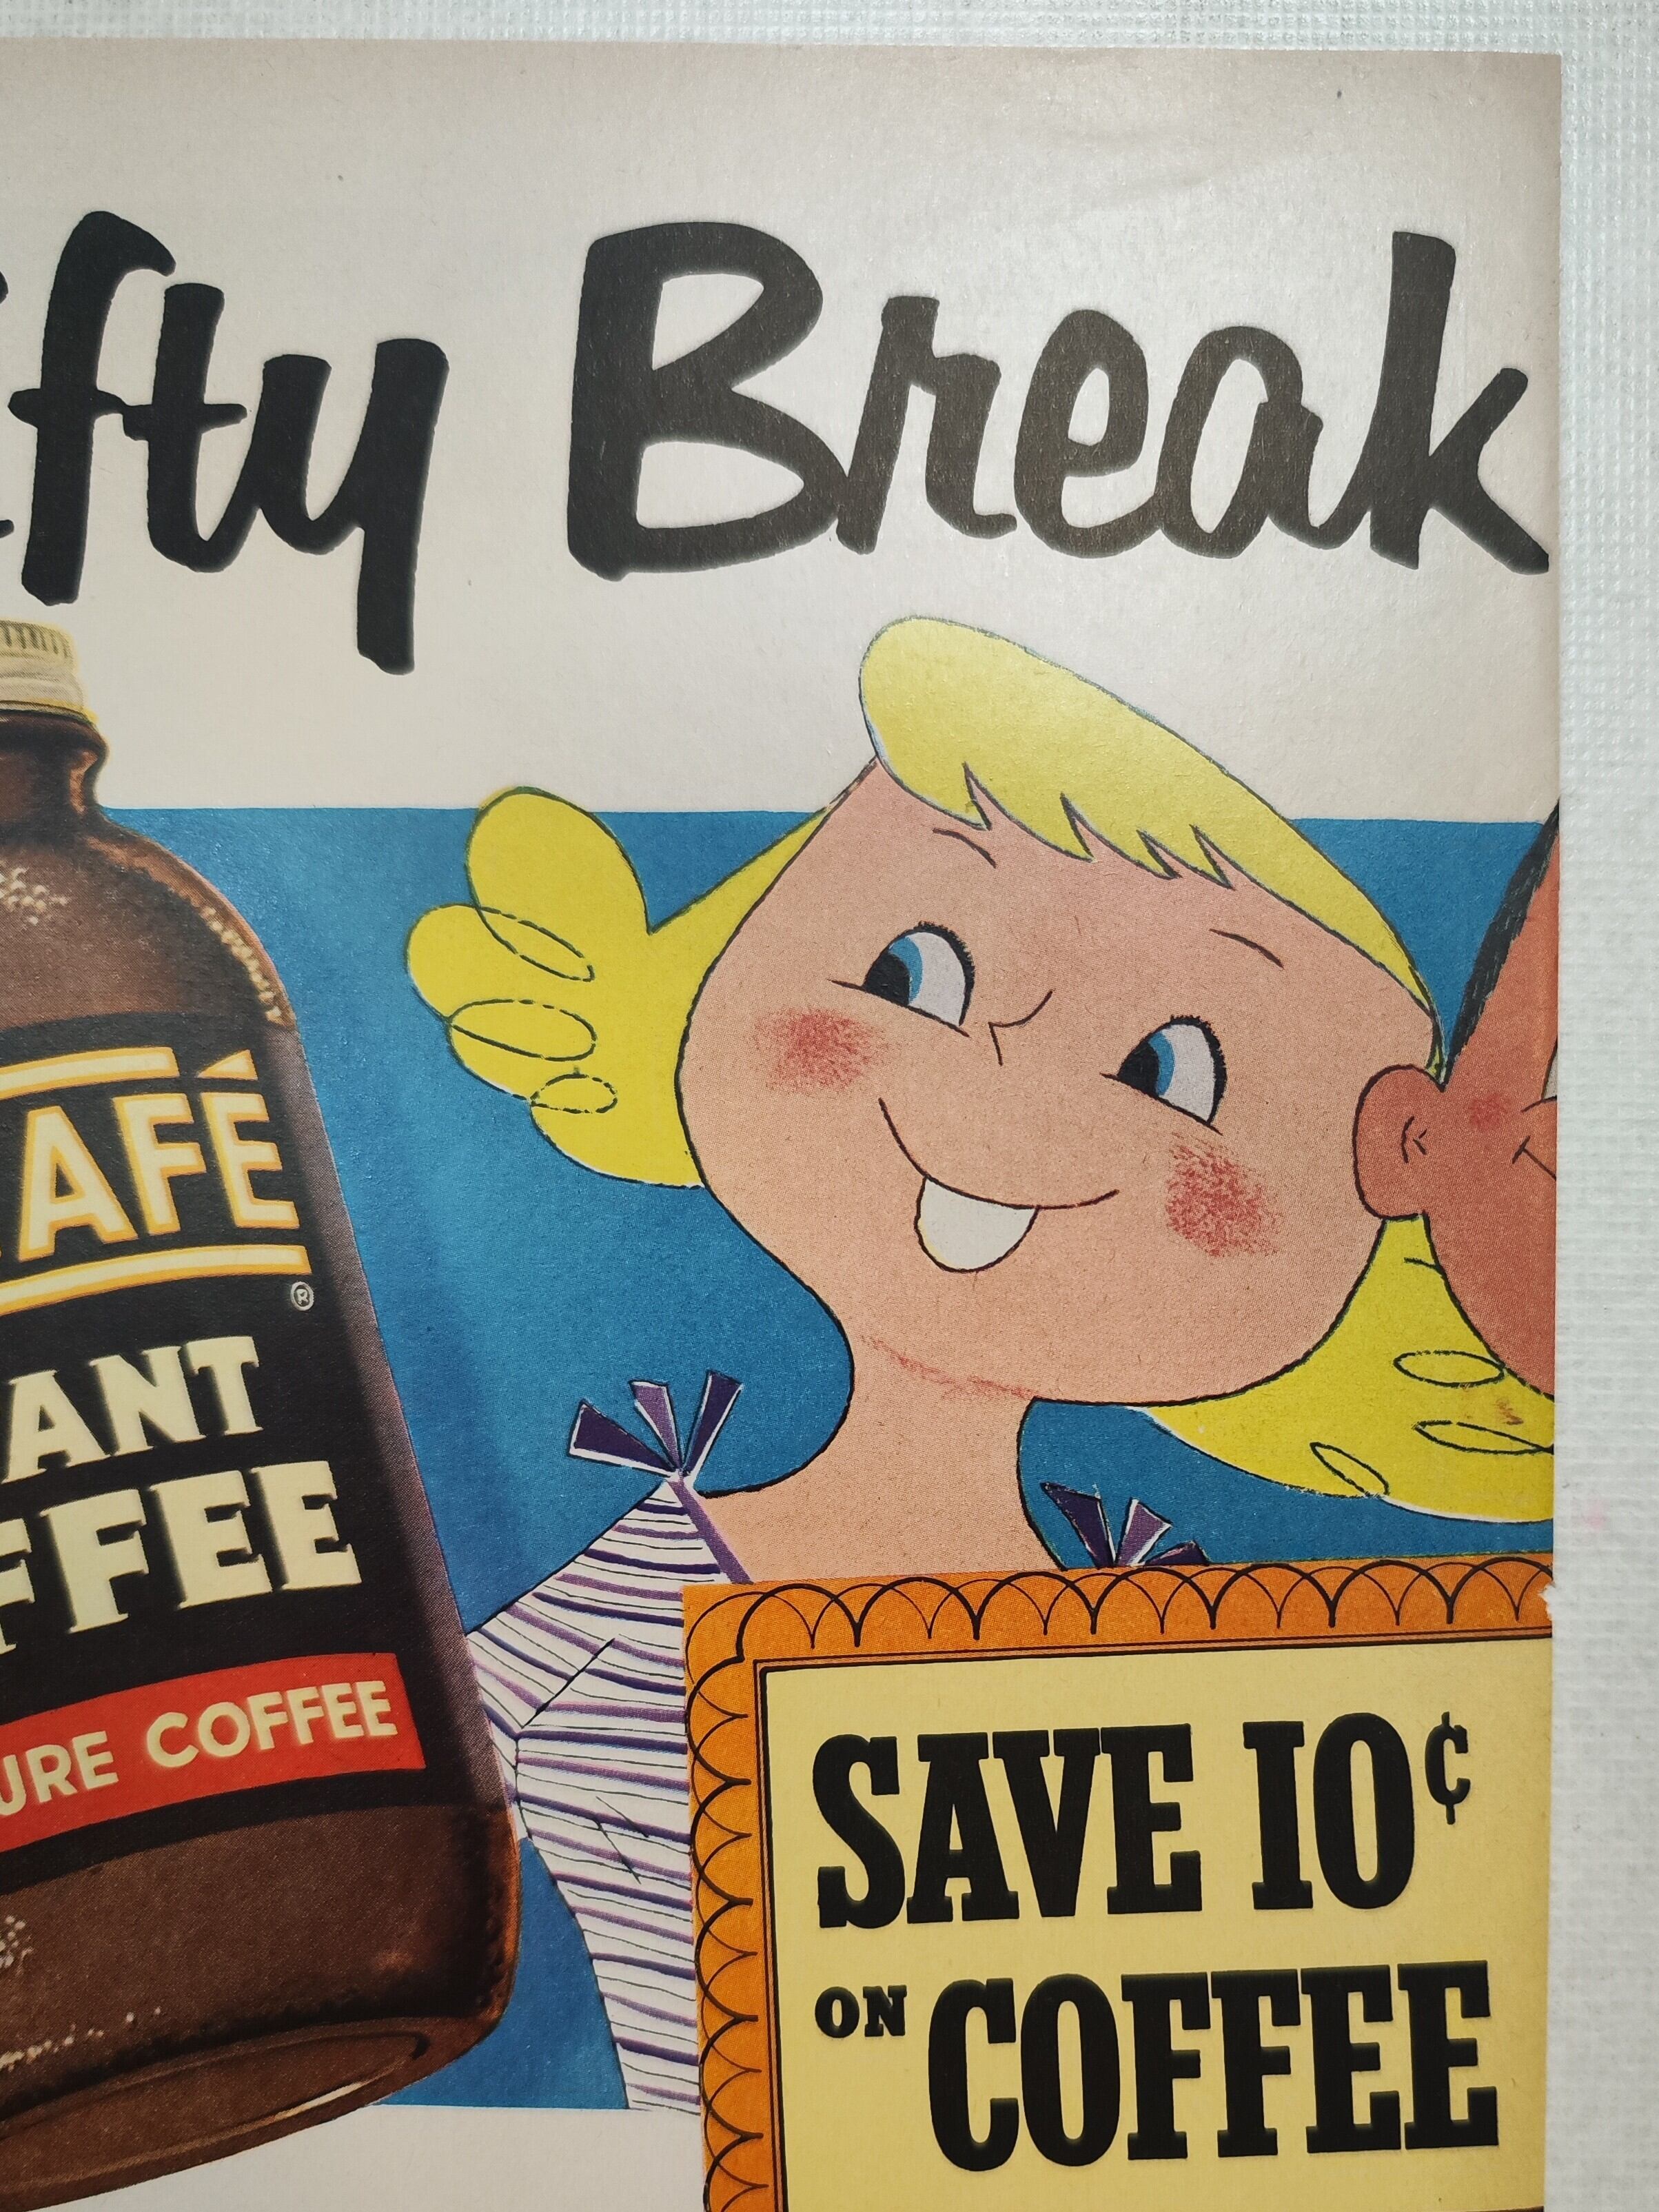 fty Break
AFÉ
®
ANT
FFEE
URE COFFEE
SAVE 10¢
ON COFFEE